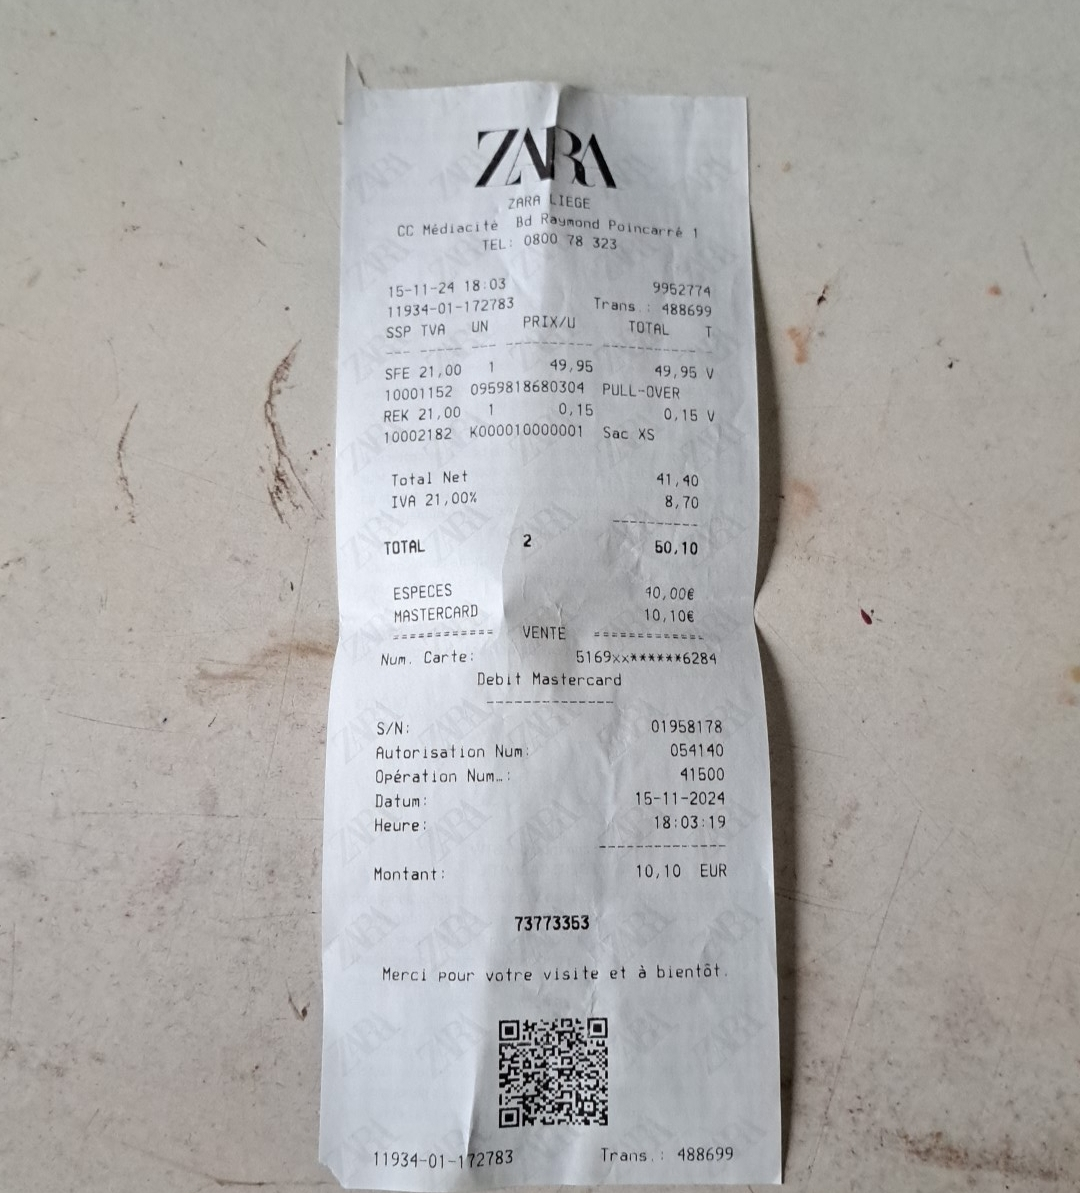 ZARA
ZARA LIEGE
CC Médiacité Bd Raymond Poincarré 1
TEL: 0800 78 323
15-11-24 18:03 9952774
11934-01-172783 Trans.: 488699
SSP TVA UN PRIX/U TOTAL T
--- ----- --- ----------- ----------- --
SFE 21,00 1 49,95 49,95 V
10001152 0959818680304 PULL-OVER
REK 21,00 1 0,15 0,15 V
10002182 K000010000001 Sac XS
Total Net 41,40
IVA 21,00% 8,70
----------
TOTAL 2 50,10
ESPECES 40,00€
MASTERCARD 10,10€
============ VENTE =============
Num. Carte: 5169xx******6284
Debit Mastercard
---------------
S/N: 01958178
Autorisation Num: 054140
Opération Num…: 41500
Datum: 15-11-2024
Heure: 18:03:19
---------------
Montant: 10,10 EUR
73773353
Merci pour votre visite et à bientôt.
11934-01-172783 Trans.: 488699